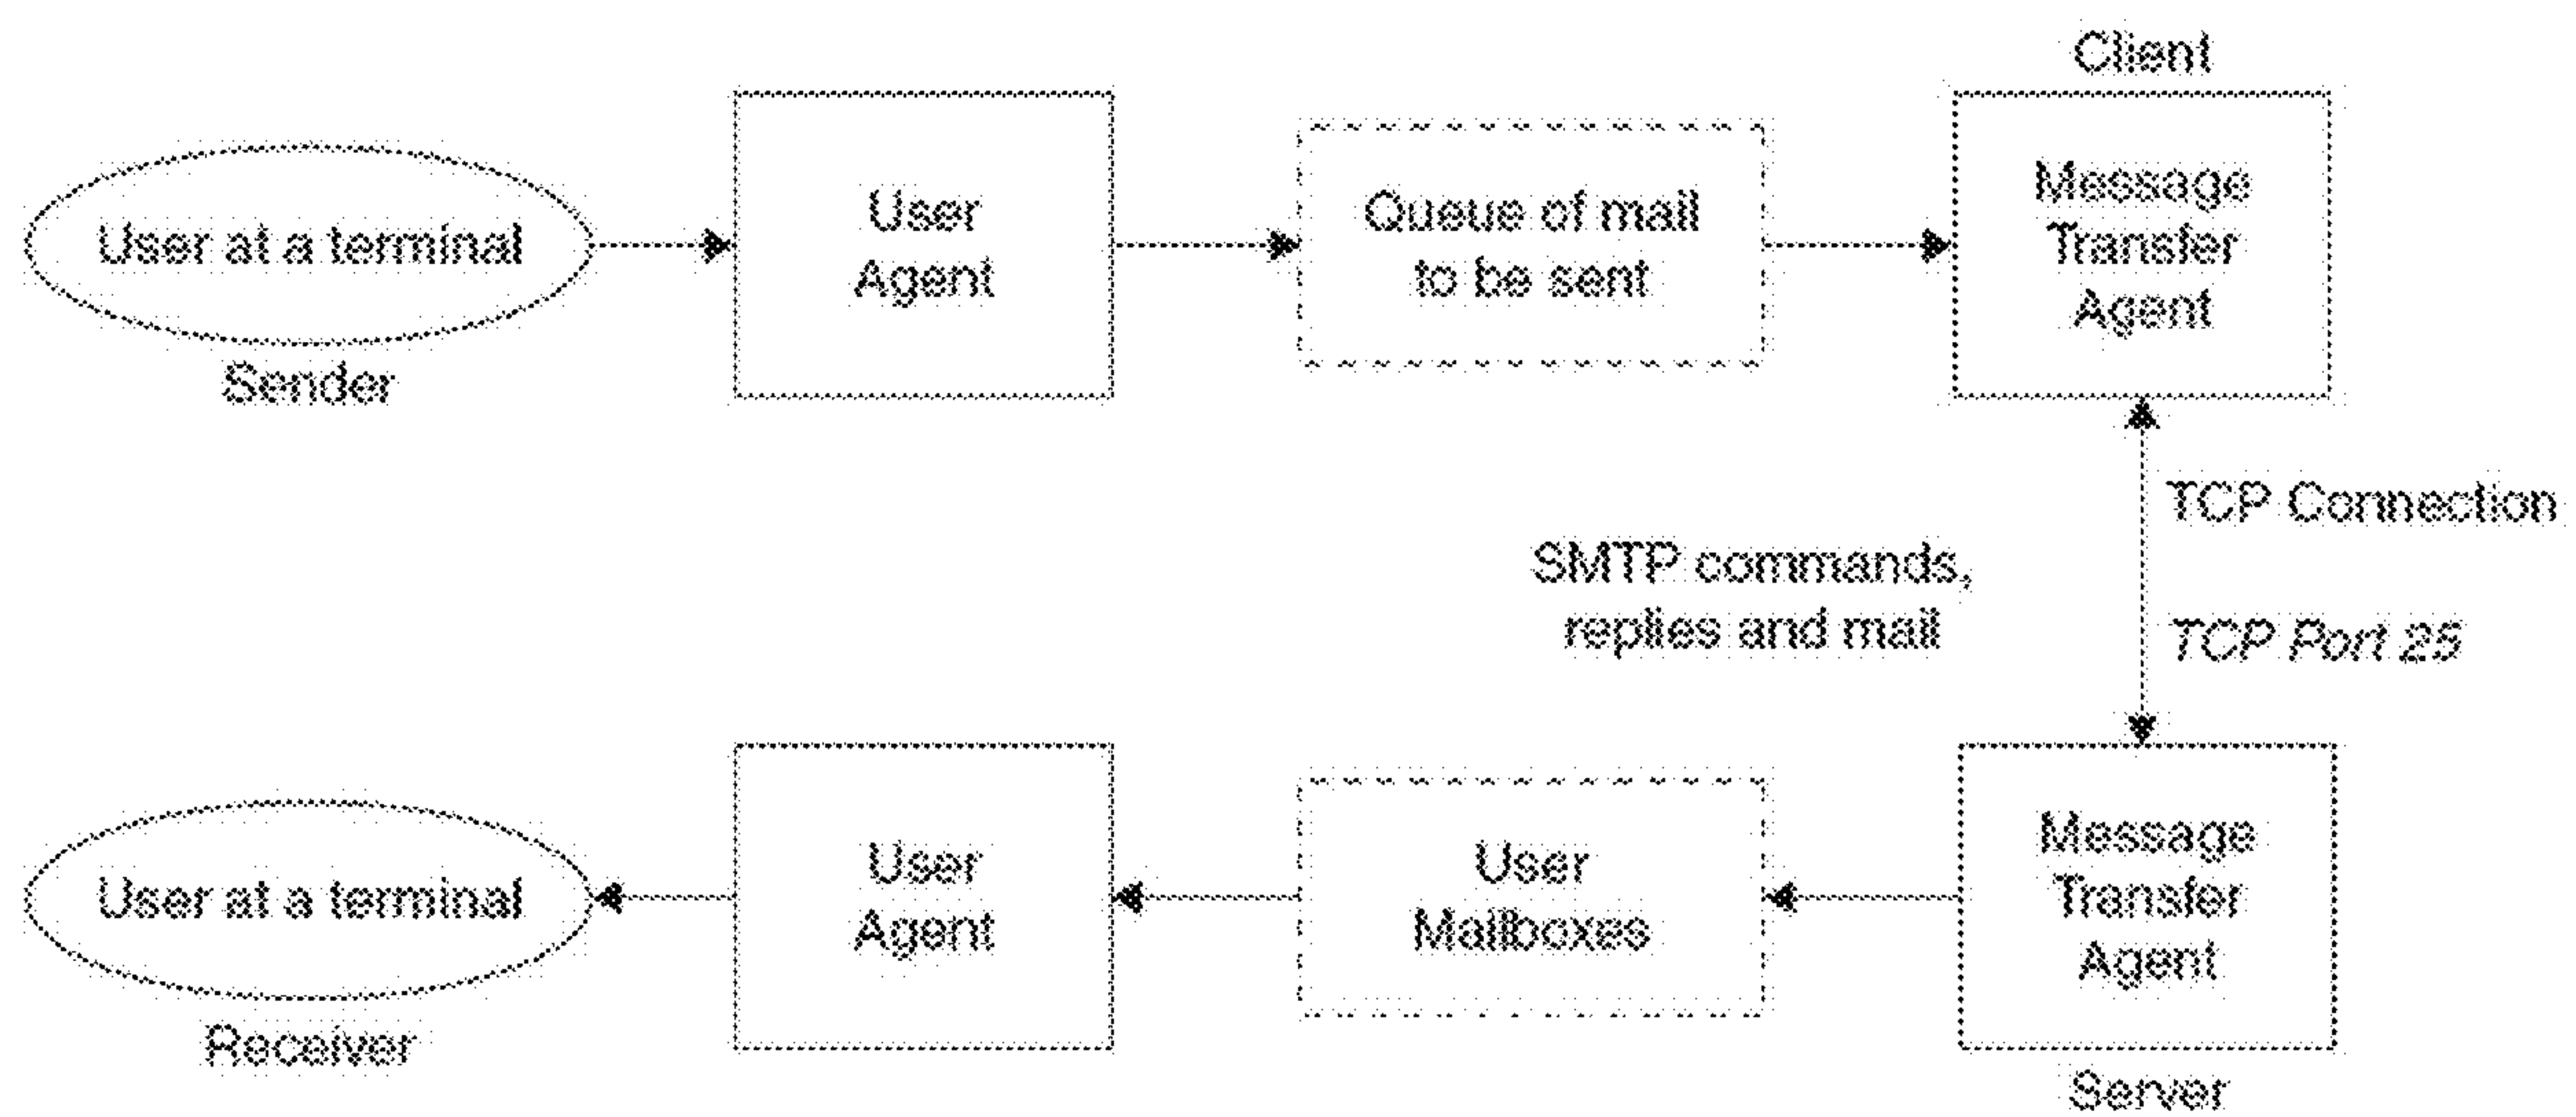 Client
User at a terminal
User
Agent
Queue of mail
to be sent
Message
Transfer
Agent
Sender
TCP Connection
SMTP commands,
replies and mail
TCP Port 25
User at a terminal
User
Agent
User
Mailboxes
Message
Transfer
Agent
Receiver
Server